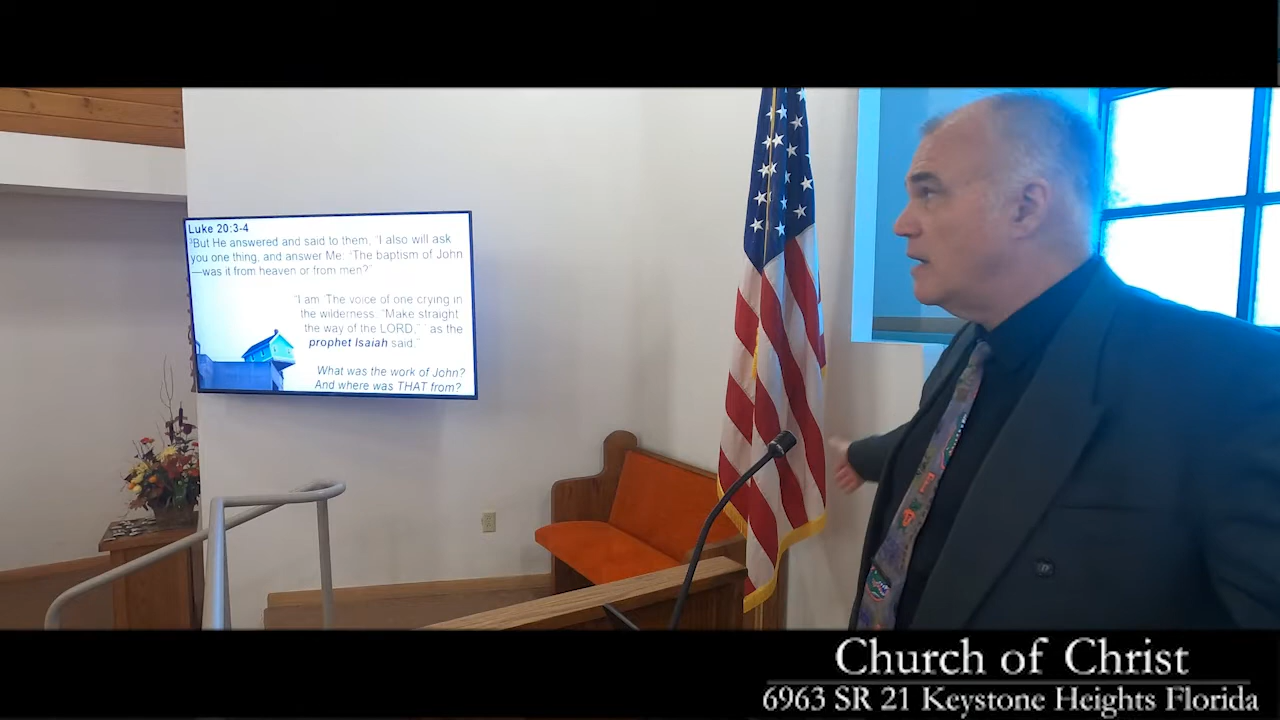 Luke 20:3-4
³But He answered and said to them, “I also will ask
you one thing, and answer Me: ⁴The baptism of John
—was it from heaven or from men?”
“I am ‘The voice of one crying in
the wilderness: “Make straight
the way of the LORD,” ’ as the
prophet Isaiah said.”
What was the work of John?
And where was THAT from?
Church of Christ
6963 SR 21 Keystone Heights Florida